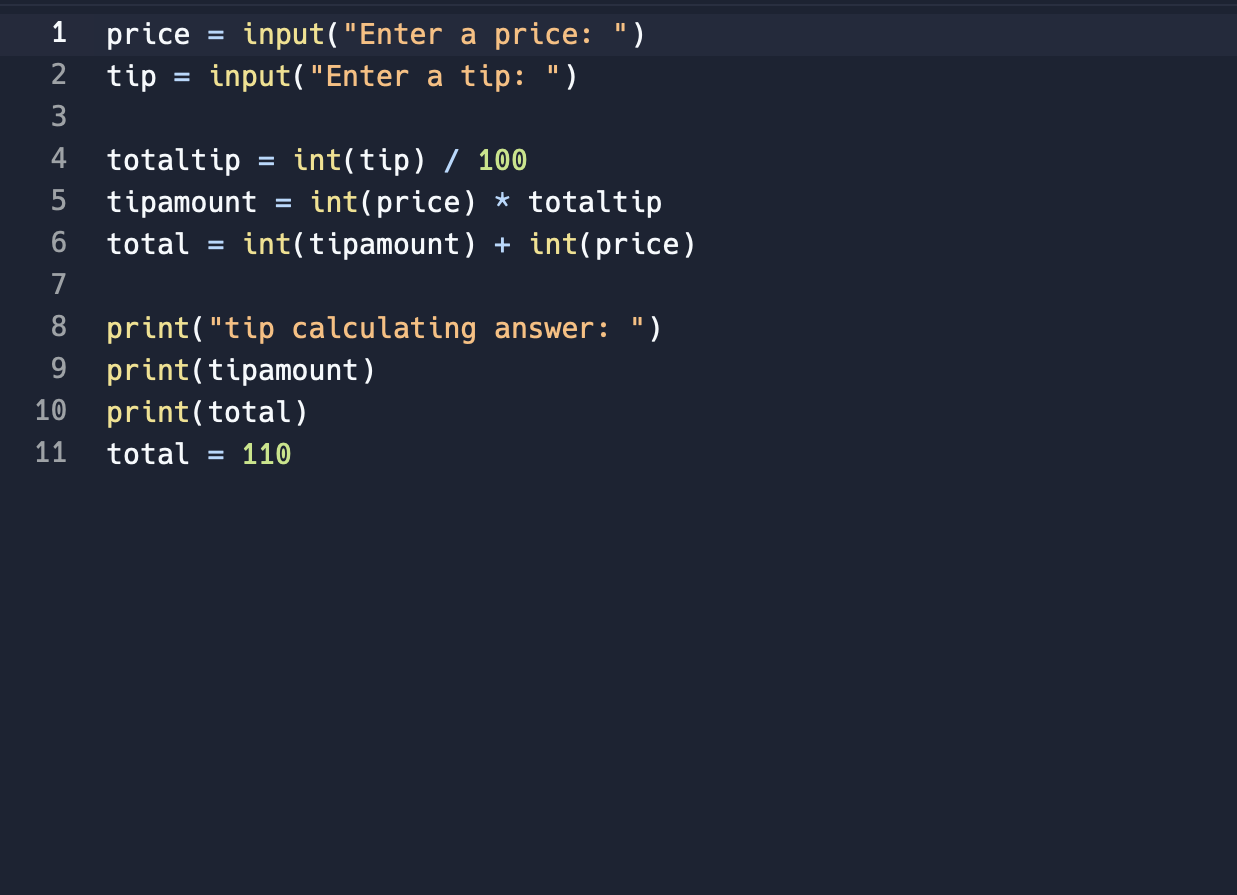 1 price = input("Enter a price: ")
2 tip = input("Enter a tip: ")
3
4 totaltip = int(tip) / 100
5 tipamount = int(price) * totaltip
6 total = int(tipamount) + int(price)
7
8 print("tip calculating answer: ")
9 print(tipamount)
10 print(total)
11 total = 110